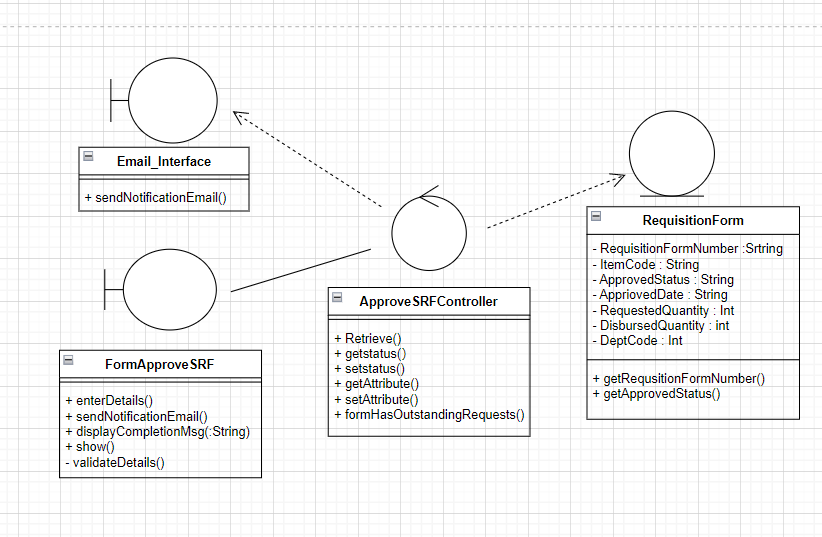 Email_Interface
+ sendNotificationEmail()
FormApproveSRF
+ enterDetails()
+ sendNotificationEmail()
+ displayCompletionMsg(:String)
+ show()
- validateDetails()
ApproveSRFController
+ Retrieve()
+ getstatus()
+ setstatus()
+ getAttribute()
+ setAttribute()
+ formHasOutstandingRequests()
RequisitionForm
- RequisitionFormNumber :Srtring
- ItemCode : String
- ApprovedStatus : String
- AppriovedDate : String
- RequestedQuantity : Int
- DisbursedQuantity : int
- DeptCode : Int
+ getRequsitionFormNumber()
+ getApprovedStatus()